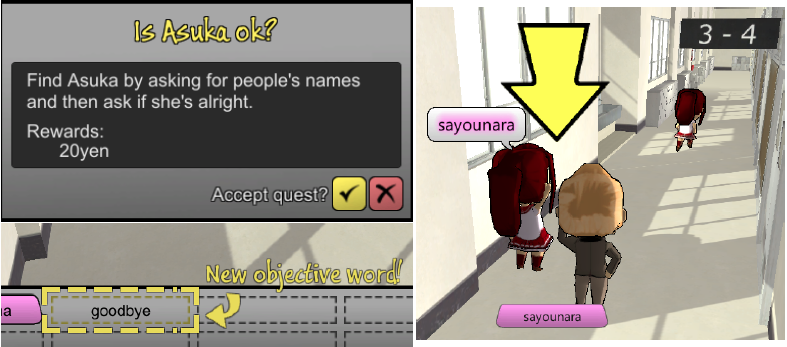 Is Asuka ok?
Find Asuka by asking for people's names
and then ask if she's alright.
Rewards:
20yen
Accept quest?
New objective word!
a
goodbye
3 - 4
sayounara
sayounara